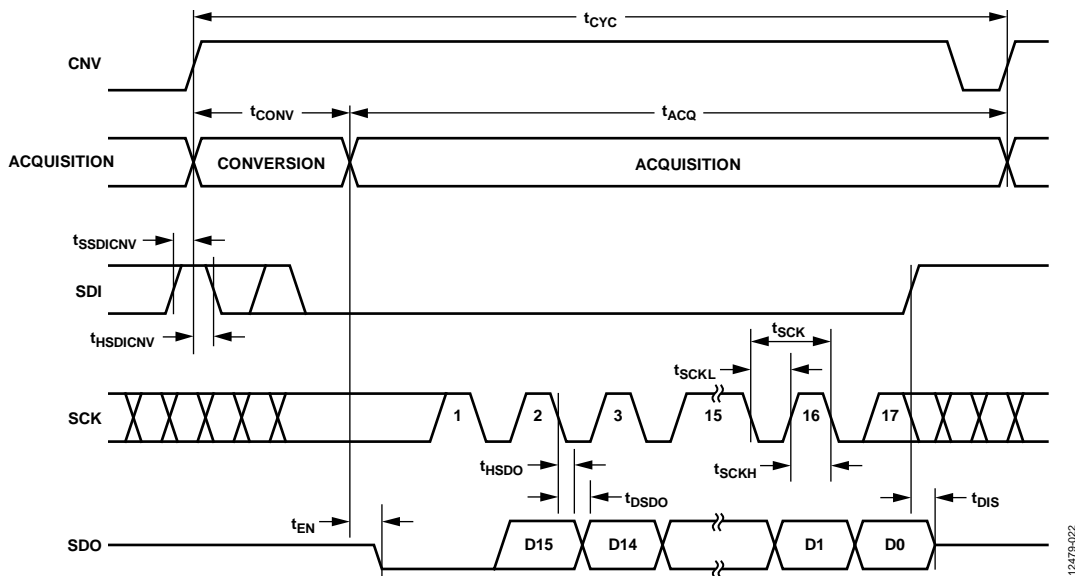 tCYC
CNV
tCONV
tACQ
ACQUISITION
CONVERSION
ACQUISITION
tSSDICNV
SDI
tHSDICNV
tSCK
tSCKL
SCK
1
2
3
15
16
17
tHSDO
tSCKH
tDSDO
tDIS
tEN
SDO
D15
D14
D1
D0
12479-022